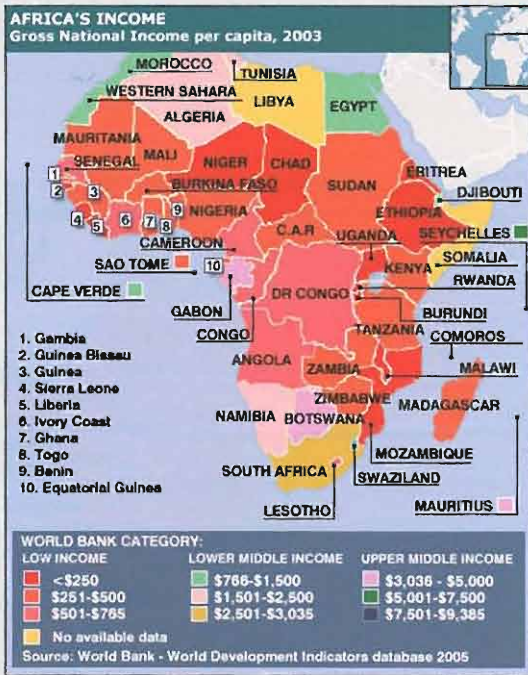 AFRICA'S INCOME
Gross National Income per capita, 2003
MOROCCO
TUNISIA
WESTERN SAHARA
LIBYA
EGYPT
ALGERIA
MAURITANIA
MALI
NIGER
CHAD
ERITREA
SENEGAL
1
BURKINA FASO
SUDAN
DJIBOUTI
2
3
9
NIGERIA
ETHIOPIA
4
5
6
7
8
C.A.R
UGANDA
SEYCHELLES
CAMEROON
SOMALIA
SAO TOME
10
KENYA
RWANDA
CAPE VERDE
DR CONGO
GABON
BURUNDI
CONGO
TANZANIA
COMOROS
1. Gambia
2. Guinea Bissau
3. Guinea
4. Sierra Leone
5. Liberia
6. Ivory Coast
7. Ghana
8. Togo
9. Benin
10. Equatorial Guinea
ANGOLA
ZAMBIA
MALAWI
ZIMBABWE
MADAGASCAR
NAMIBIA
BOTSWANA
MOZAMBIQUE
SOUTH AFRICA
SWAZILAND
LESOTHO
MAURITIUS
WORLD BANK CATEGORY:
LOW INCOME
<$250
$251-$500
$501-$765
No available data
LOWER MIDDLE INCOME
$766-$1,500
$1,501-$2,500
$2,501-$3,035
UPPER MIDDLE INCOME
$3,036 - $5,000
$5,001-$7,500
$7,501-$9,385
Source: World Bank - World Development Indicators database 2005